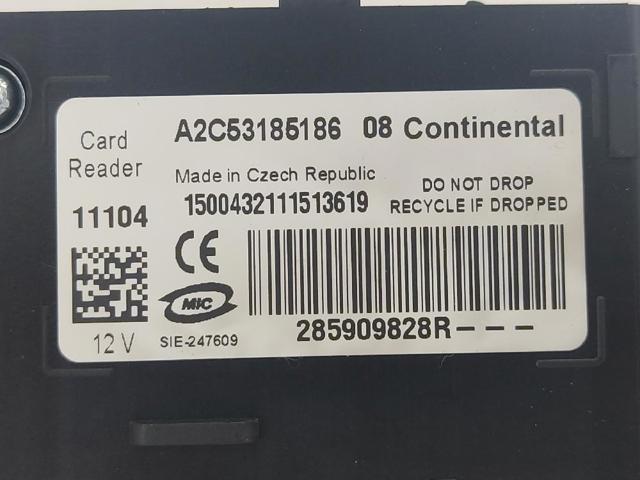 Card
Reader
11104
12 V
A2C53185186 08 Continental
Made in Czech Republic
1500432111513619
DO NOT DROP
RECYCLE IF DROPPED
CE
MIC
SIE-247609
285909828R---